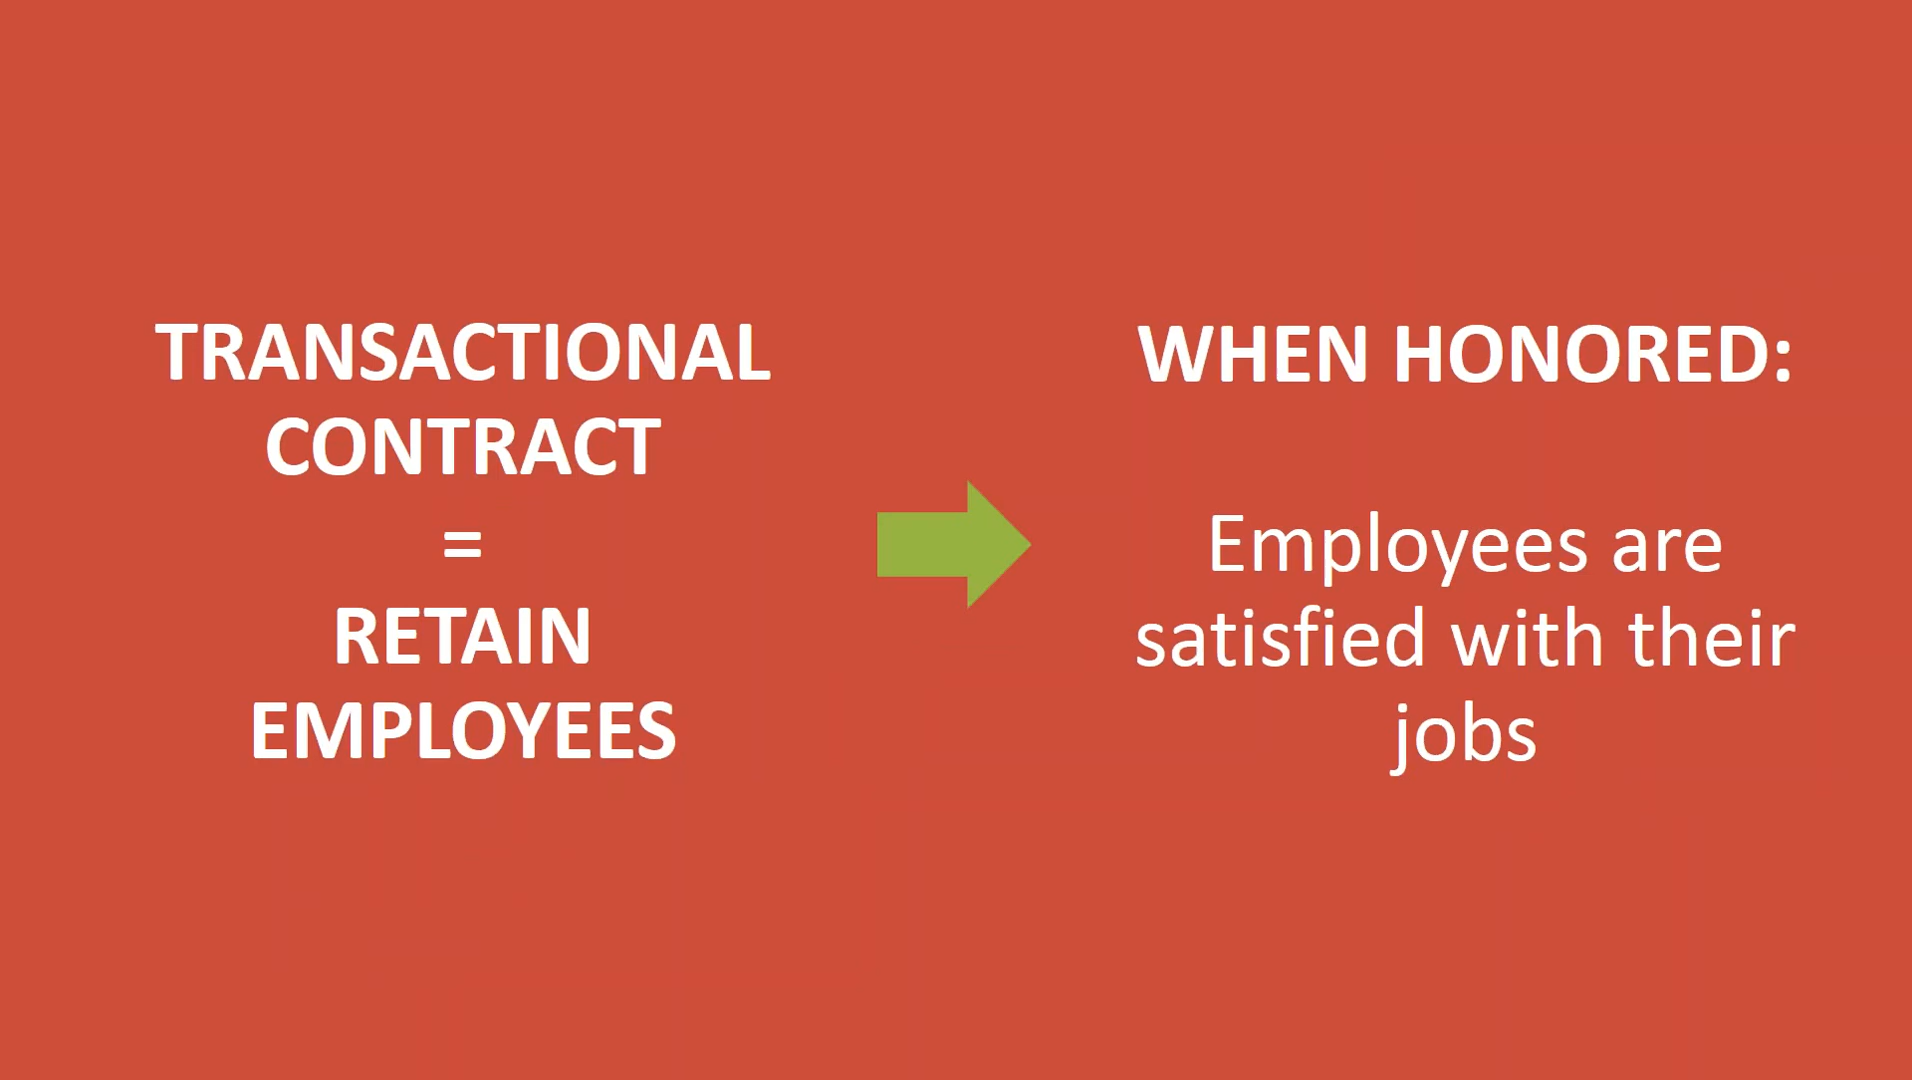 TRANSACTIONAL
CONTRACT
=
RETAIN
EMPLOYEES
WHEN HONORED:
Employees are
satisfied with their
jobs